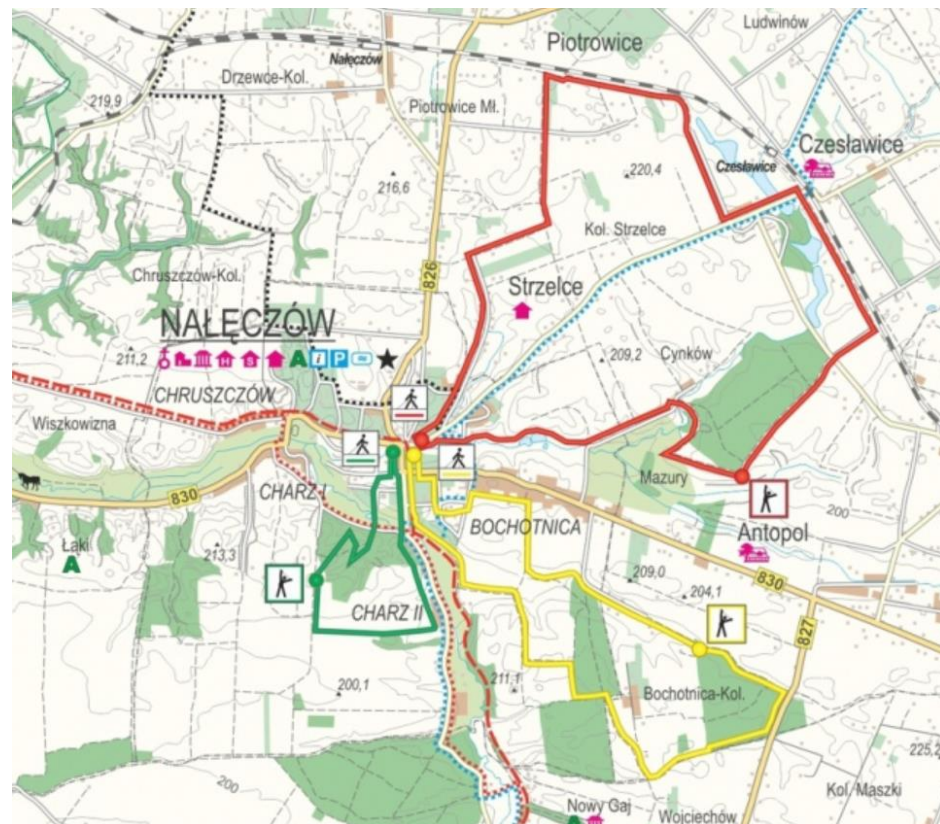 Ludwinów
Piotrowice
Nałęczów
Drzewce-Kol.
219,9
Piotrowice Mł.
Czesławice
Czesławice
220,4
216,6
Kol. Strzelce
826
Chruszczów-Kol.
Strzelce
NAŁĘCZÓW
H
S
A
i
P
211,2
209,2
Cynków
CHRUSZCZÓW
Wiszkowizna
830
CHARZ I
BOCHOTNICA
Mazury
200
Antopol
Łąki
A
213,3
209,0
830
204,1
827
CHARZ II
200,1
211,1
Bochotnica-Kol.
225,2
200
Nowy Gaj
A
Wojciechów
Kol. Maszki